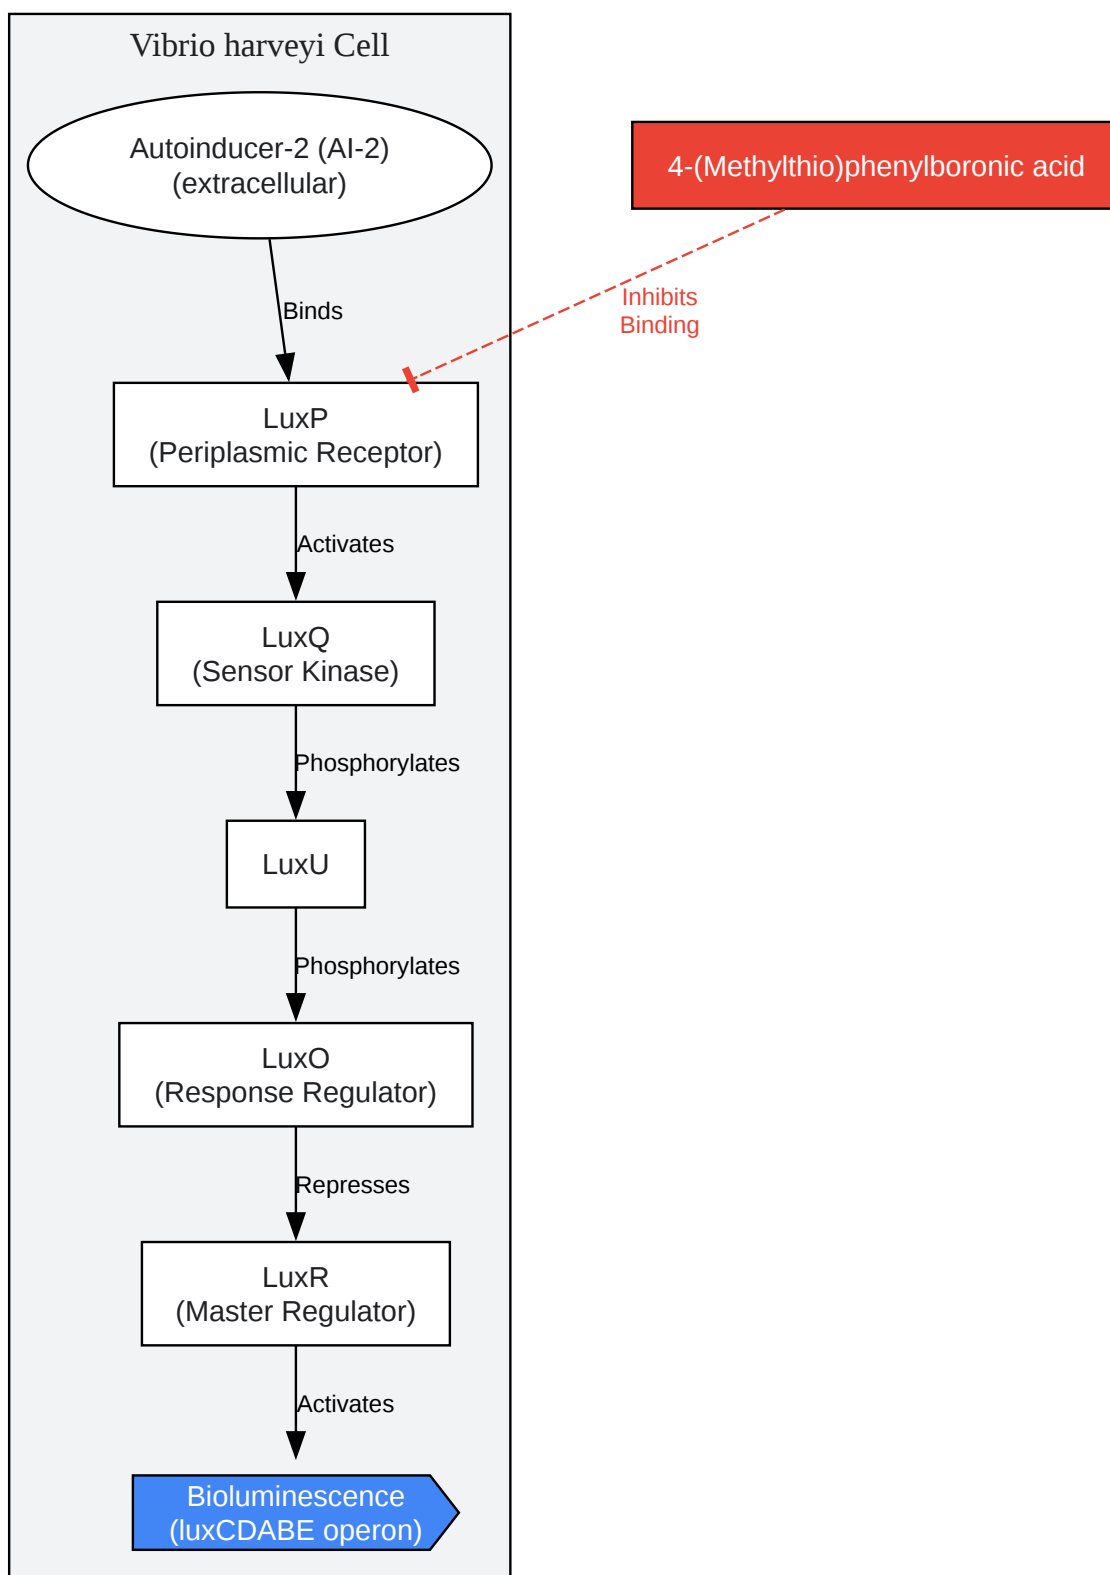 Vibrio harveyi Cell
Autoinducer-2 (AI-2)
(extracellular)
4-(Methylthio)phenylboronic acid
Binds
Inhibits
Binding
LuxP
(Periplasmic Receptor)
Activates
LuxQ
(Sensor Kinase)
Phosphorylates
LuxU
Phosphorylates
LuxO
(Response Regulator)
Represses
LuxR
(Master Regulator)
Activates
Bioluminescence
(luxCDABE operon)